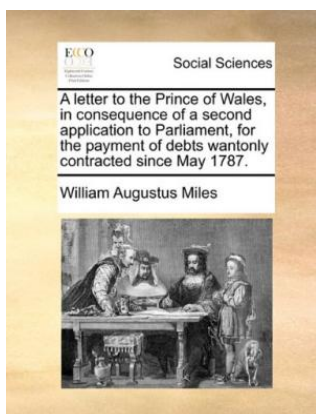 ECCO
Social Sciences
A letter to the Prince of Wales,
in consequence of a second
application to Parliament, for
the payment of debts wantonly
contracted since May 1787.
William Augustus Miles